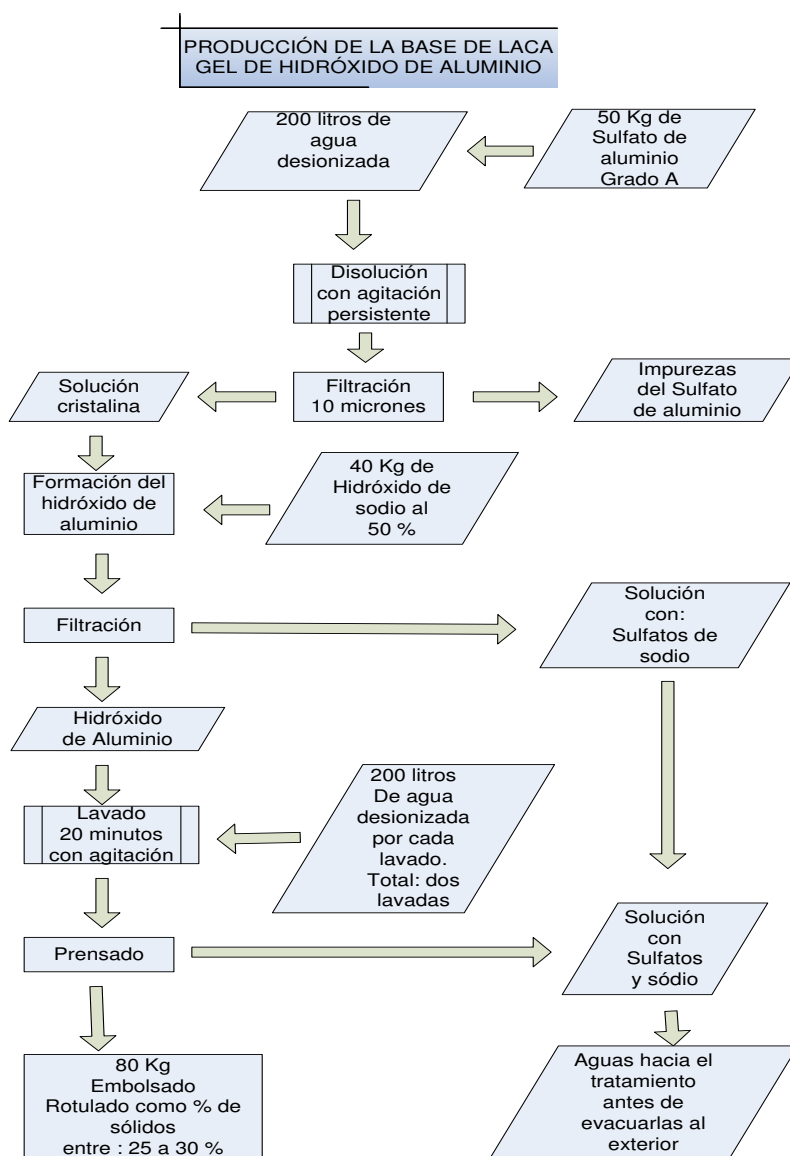 PRODUCCIÓN DE LA BASE DE LACA
GEL DE HIDRÓXIDO DE ALUMINIO
200 litros de
agua
desionizada
50 Kg de
Sulfato de
aluminio
Grado A
Disolución
con agitación
persistente
Solución
cristalina
Filtración
10 micrones
Impurezas
del Sulfato
de aluminio
Formación del
hidróxido de
aluminio
40 Kg de
Hidróxido de
sodio al
50 %
Filtración
Solución
con:
Sulfatos de
sodio
Hidróxido
de Aluminio
Lavado
20 minutos
con agitación
200 litros
De agua
desionizada
por cada
lavado.
Total: dos
lavadas
Prensado
Solución
con
Sulfatos
y sódio
80 Kg
Embolsado
Rotulado como % de
sólidos
entre : 25 a 30 %
Aguas hacia el
tratamiento
antes de
evacuarlas al
exterior